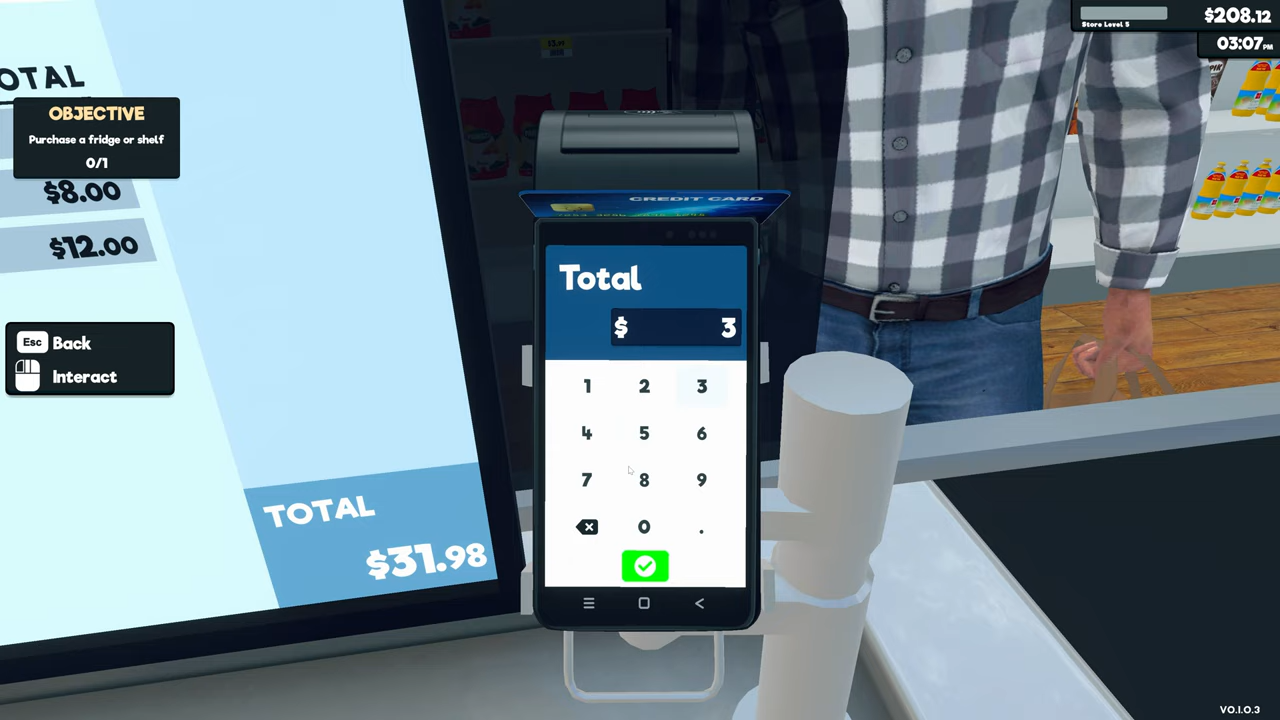 $208.12
Store Level 5
03:07PM
OTAL
OBJECTIVE
Purchase a fridge or shelf
0/1
$8.00
$12.00
Esc Back
Interact
CREDIT CARD
Total
$ 3
1 2 3
4 5 6
7 8 9
0 .
TOTAL
$31.98
V0.1.0.3